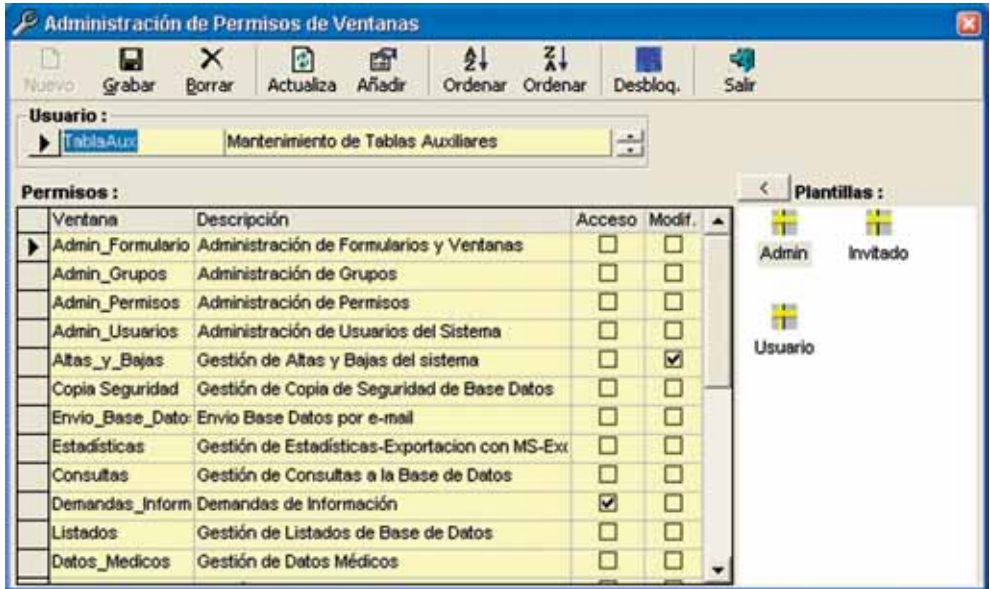 Administración de Permisos de Ventanas
Nuevo Grabar Borrar Actualiza Añadir Ordenar Ordenar Desbloq. Salir
Usuario :
TablaAux Mantenimiento de Tablas Auxiliares
Permisos : < Plantillas :
Ventana Descripción Acceso Modif.
Admin_Formulario Administración de Formularios y Ventanas
Admin_Grupos Administración de Grupos
Admin_Permisos Administración de Permisos
Admin_Usuarios Administración de Usuarios del Sistema
Altas_y_Bajas Gestión de Altas y Bajas del sistema
Copia Seguridad Gestión de Copia de Seguridad de Base Datos
Envio_Base_Dato Envio Base Datos por e-mail
Estadísticas Gestión de Estadísticas-Exportacion con MS-Exc
Consultas Gestión de Consultas a la Base de Datos
Demandas_Inform Demandas de Información
Listados Gestión de Listados de Base de Datos
Datos_Medicos Gestión de Datos Médicos
Admin Invitado
Usuario